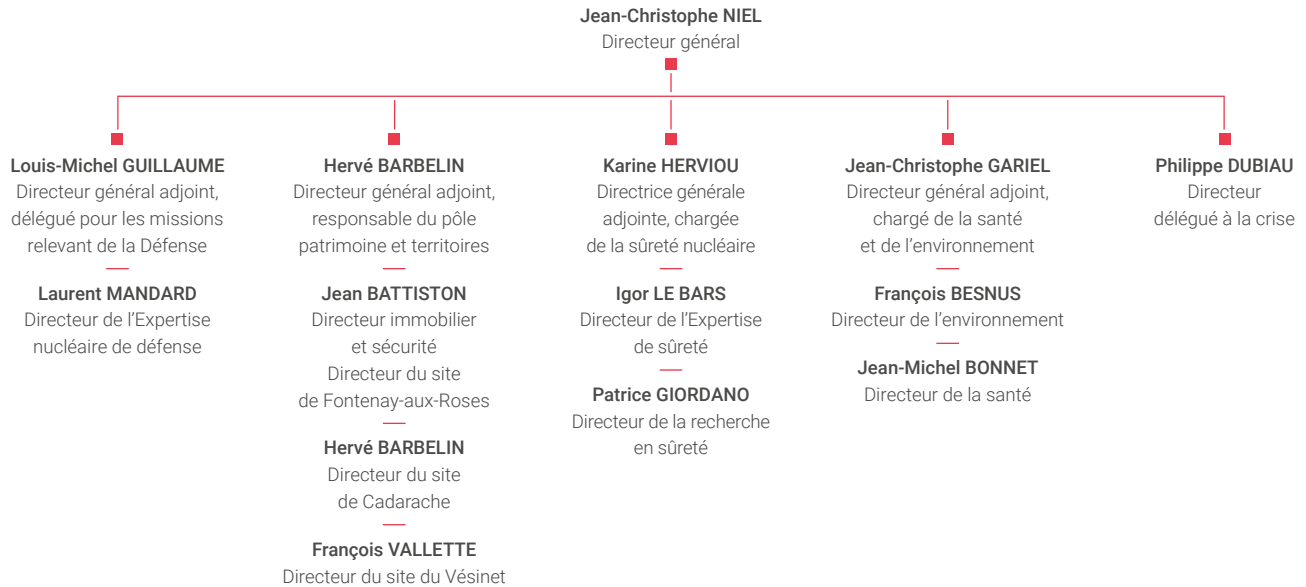 Jean-Christophe NIEL
Directeur général
Louis-Michel GUILLAUME
Directeur général adjoint,
délégué pour les missions
relevant de la Défense
Laurent MANDARD
Directeur de l’Expertise
nucléaire de défense
Hervé BARBELIN
Directeur général adjoint,
responsable du pôle
patrimoine et territoires
Jean BATTISTON
Directeur immobilier
et sécurité
Directeur du site
de Fontenay-aux-Roses
Hervé BARBELIN
Directeur du site
de Cadarache
François VALLETTE
Directeur du site du Vésinet
Karine HERVIOU
Directrice générale
adjointe, chargée
de la sûreté nucléaire
Igor LE BARS
Directeur de l’Expertise
de sûreté
Patrice GIORDANO
Directeur de la recherche
en sûreté
Jean-Christophe GARIEL
Directeur général adjoint,
chargé de la santé
et de l’environnement
François BESNUS
Directeur de l’environnement
Jean-Michel BONNET
Directeur de la santé
Philippe DUBIAU
Directeur
délégué à la crise